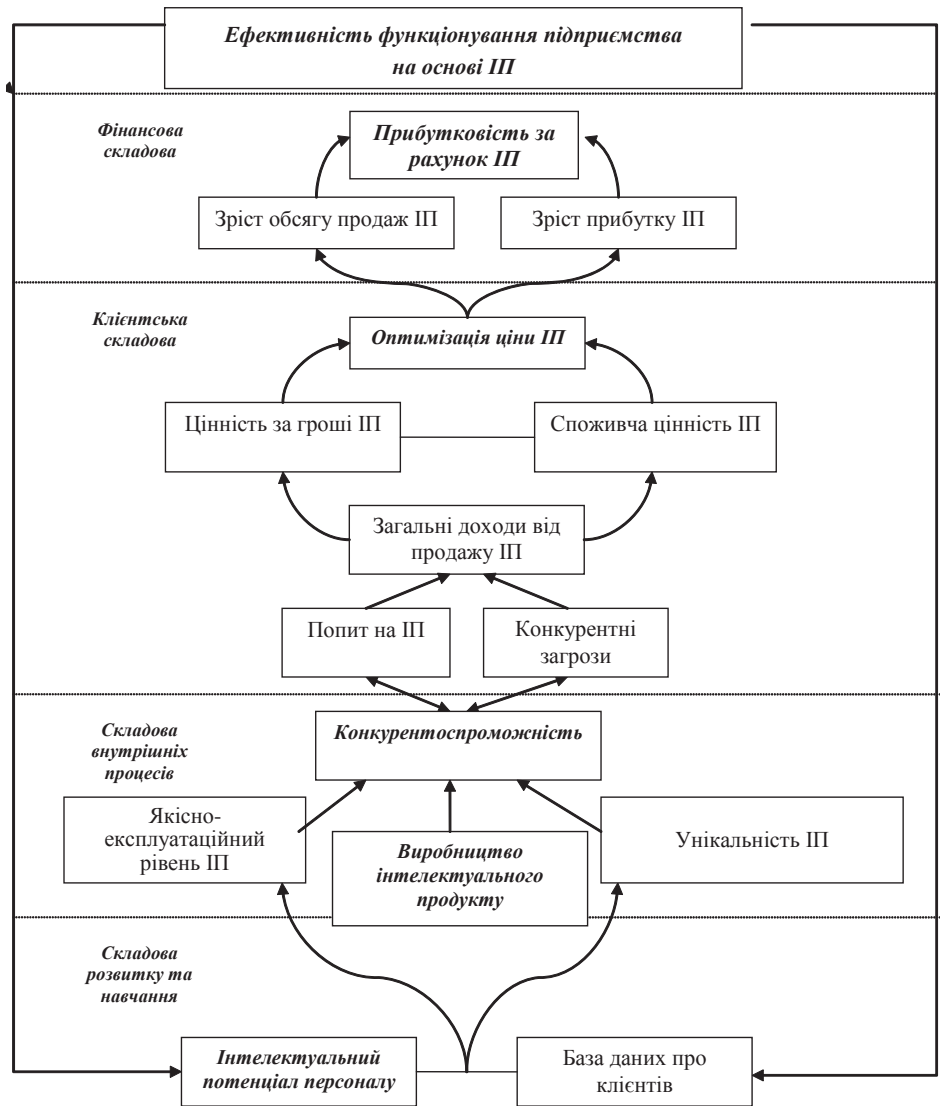 Ефективність функціонування підприємства
на основі ІП
Фінансова
складова
Прибутковість за
рахунок ІП
Зріст обсягу продаж ІП
Зріст прибутку ІП
Клієнтська
складова
Оптимізація ціни ІП
Цінність за гроші ІП
Споживча цінність ІП
Загальні доходи від
продажу ІП
Попит на ІП
Конкурентні
загрози
Складова
внутрішніх
процесів
Конкурентоспроможність
Якісно-
експлуатаційний
рівень ІП
Виробництво
інтелектуального
продукту
Унікальність ІП
Складова
розвитку та
навчання
Інтелектуальний
потенціал персоналу
База даних про
клієнтів